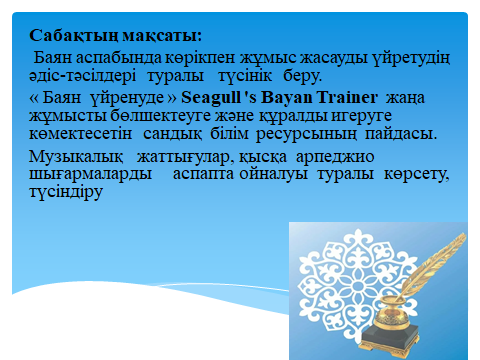 Сабақтың мақсаты:
Баян аспабында көрікпен жұмыс жасауды үйретудің
әдіс-тәсілдері туралы түсінік беру.
« Баян үйренуде » Seagull 's Bayan Trainer жаңа
жұмысты бөлшектеуге және құралды игеруге
көмектесетін сандық білім ресурсының пайдасы.
Музыкалық жаттығулар, қысқа арпеджио
шығармаларды аспапта ойналуы туралы көрсету,
түсіндіру